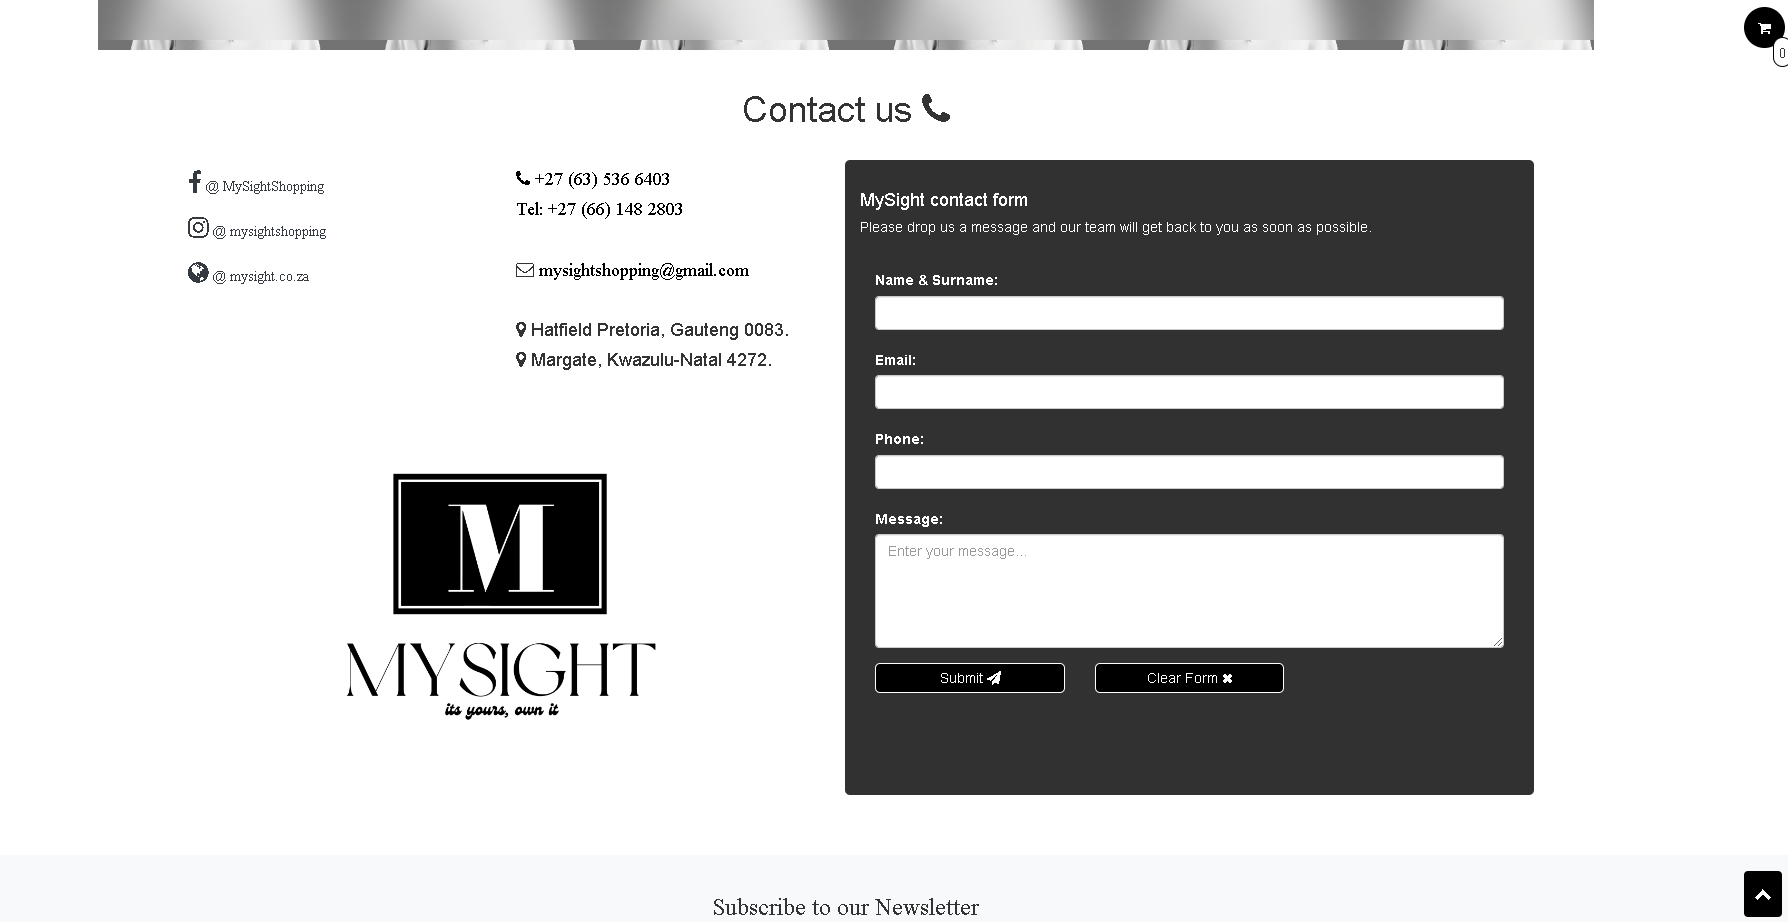 0
Contact us
@ MySightShopping
@ mysightshopping
@ mysight.co.za
+27 (63) 536 6403
Tel: +27 (66) 148 2803
mysightshopping@gmail.com
Hatfield Pretoria, Gauteng 0083.
Margate, Kwazulu-Natal 4272.
M
MYSIGHT
its yours, own it
MySight contact form
Please drop us a message and our team will get back to you as soon as possible.
Name & Surname:
Email:
Phone:
Message:
Enter your message...
Submit
Clear Form
Subscribe to our Newsletter